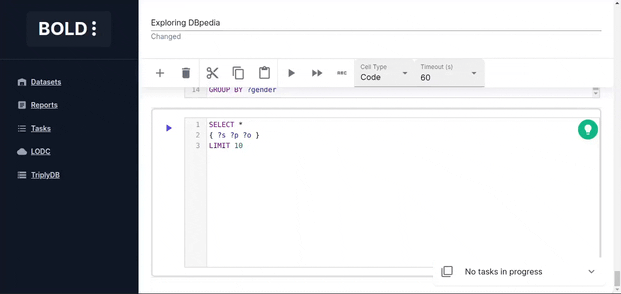 BOLD
Datasets
Reports
Tasks
LODC
TriplyDB
Exploring DBpedia
Changed
Cell Type
Code
Timeout (s)
60
14 GROUP BY ?gender
1 SELECT *
2 { ?s ?p ?o }
3 LIMIT 10
No tasks in progress